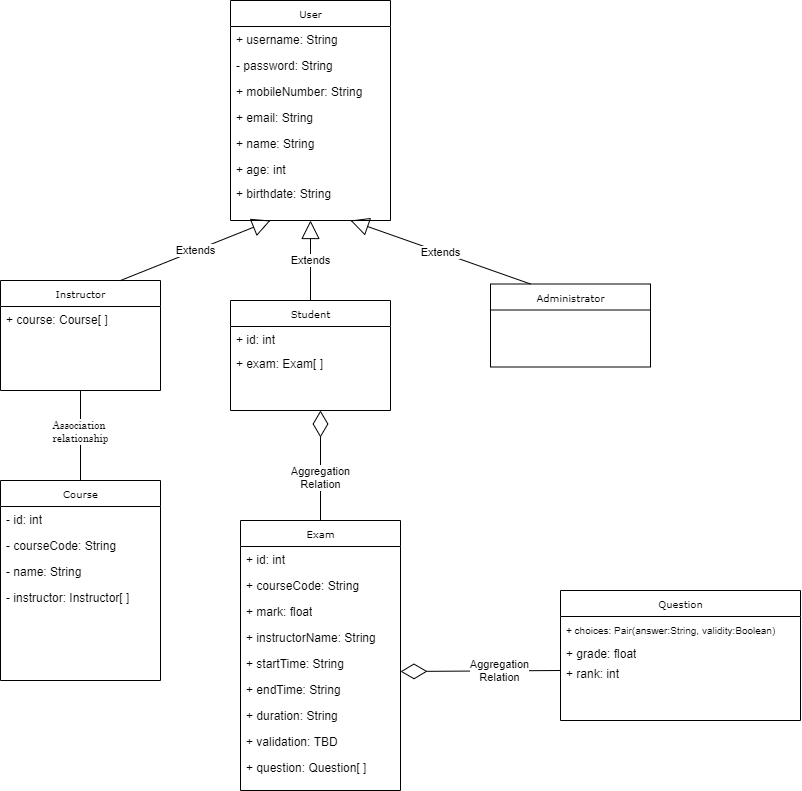 User
+ username: String
- password: String
+ mobileNumber: String
+ email: String
+ name: String
+ age: int
+ birthdate: String
Extends
Extends
Extends
Instructor
+ course: Course[ ]
Student
+ id: int
+ exam: Exam[ ]
Administrator
Association
relationship
Course
- id: int
- courseCode: String
- name: String
- instructor: Instructor[ ]
Aggregation
Relation
Exam
+ id: int
+ courseCode: String
+ mark: float
+ instructorName: String
+ startTime: String
+ endTime: String
+ duration: String
+ validation: TBD
+ question: Question[ ]
Aggregation
Relation
Question
+ choices: Pair(answer:String, validity:Boolean)
+ grade: float
+ rank: int